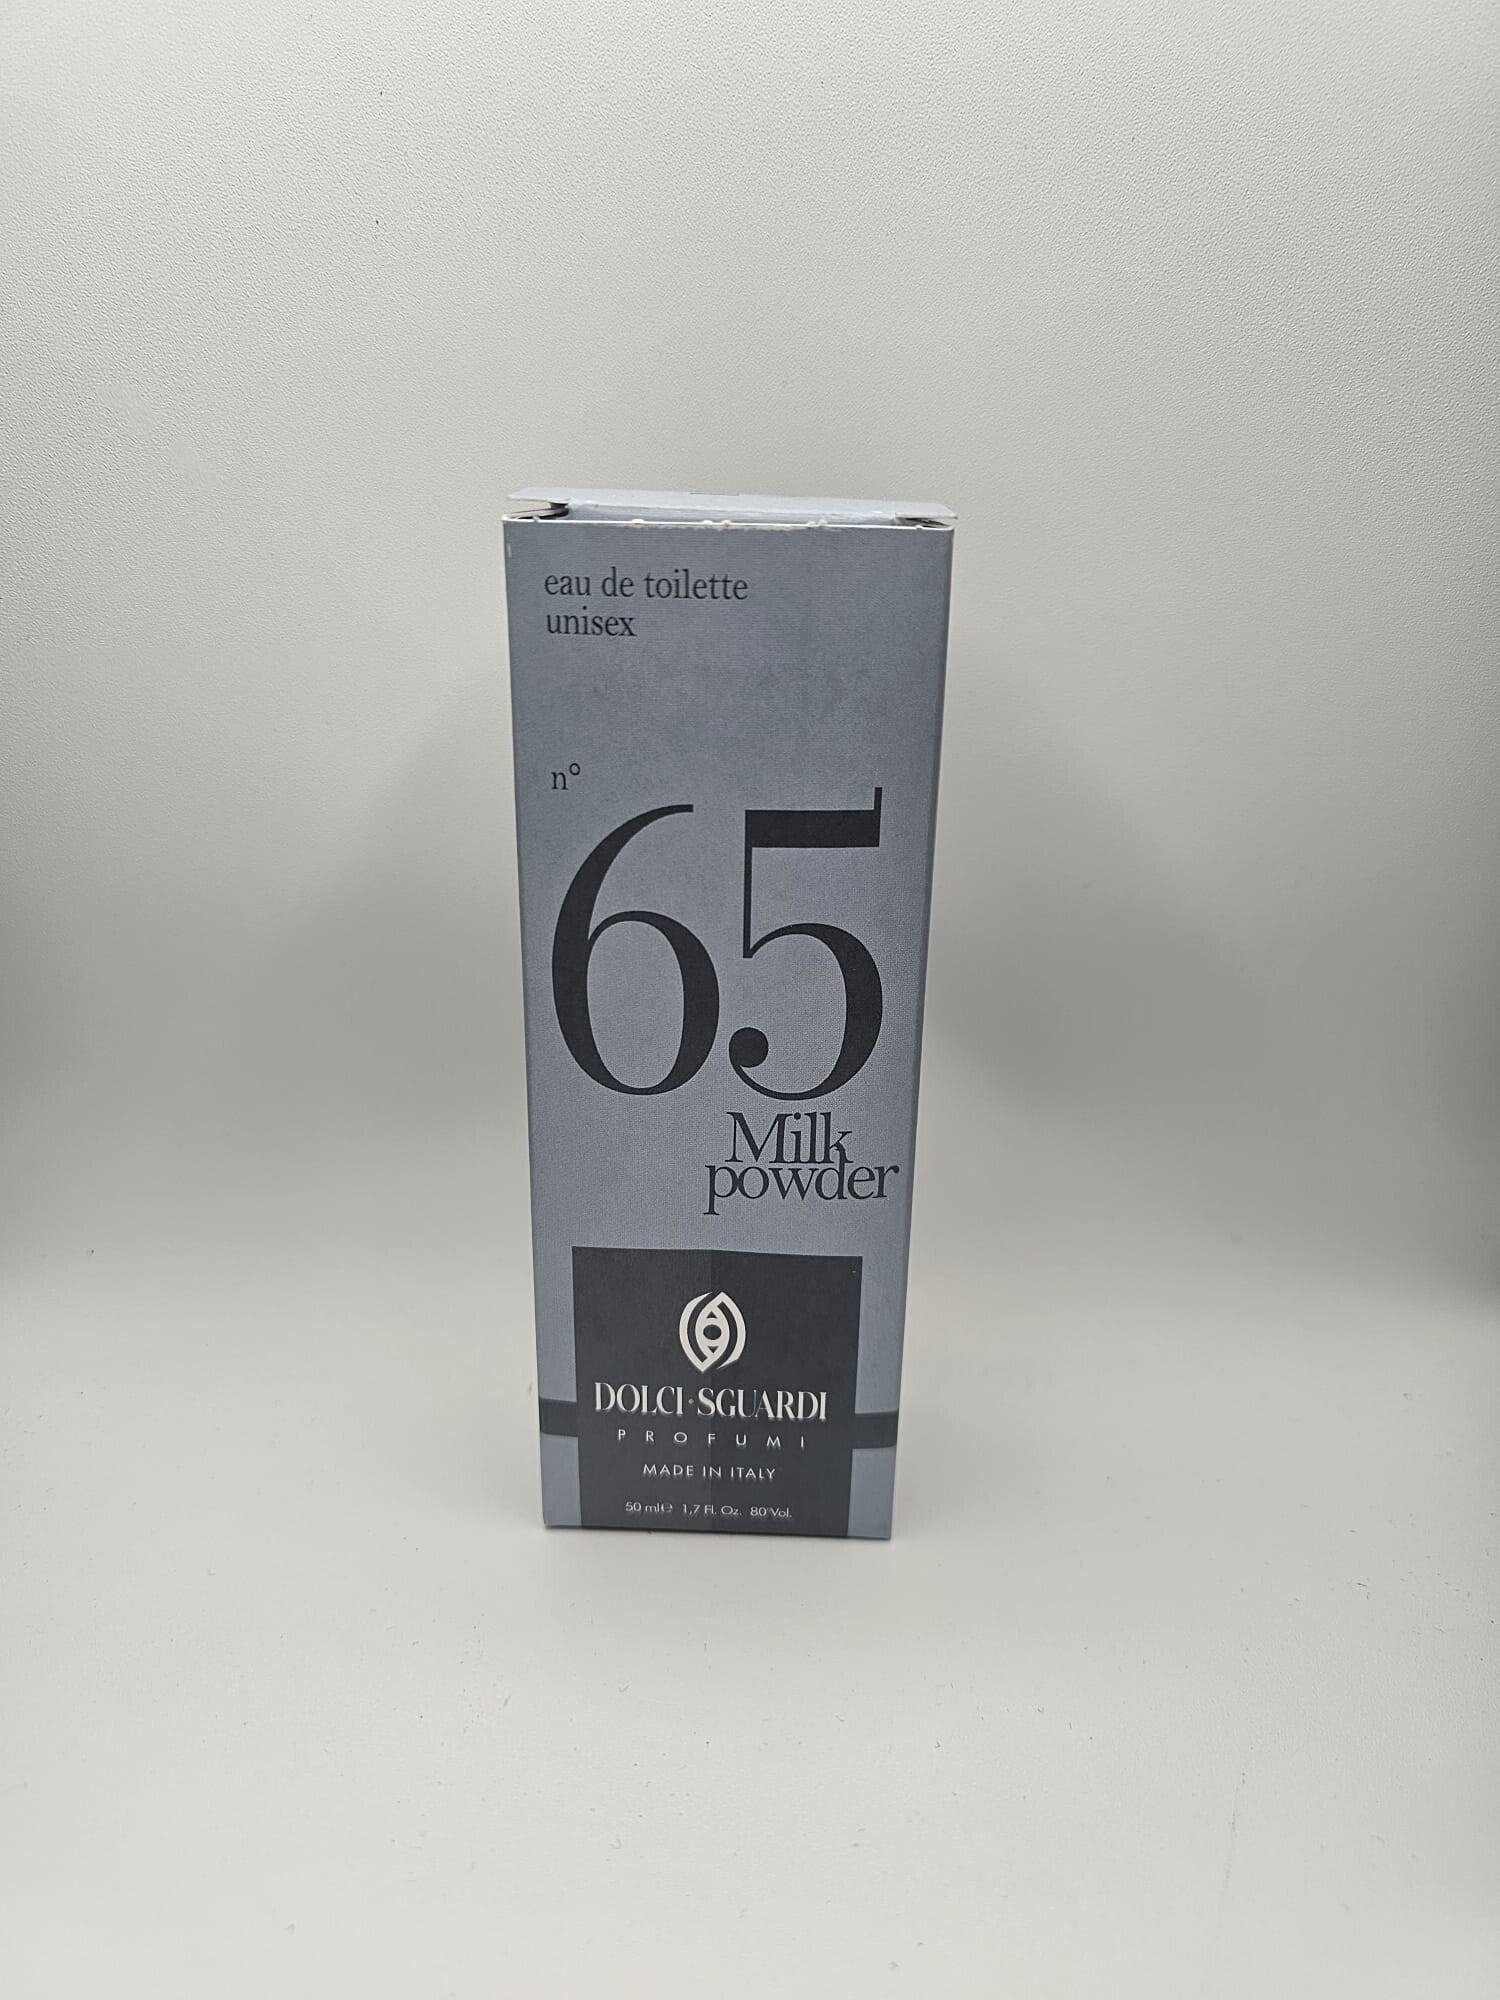 eau de toilette
unisex
n°
65
Milk
powder
DOLCI·SGUARDI
PROFUMI
MADE IN ITALY
50 ml℮ 1,7 Fl. Oz. 80°Vol.